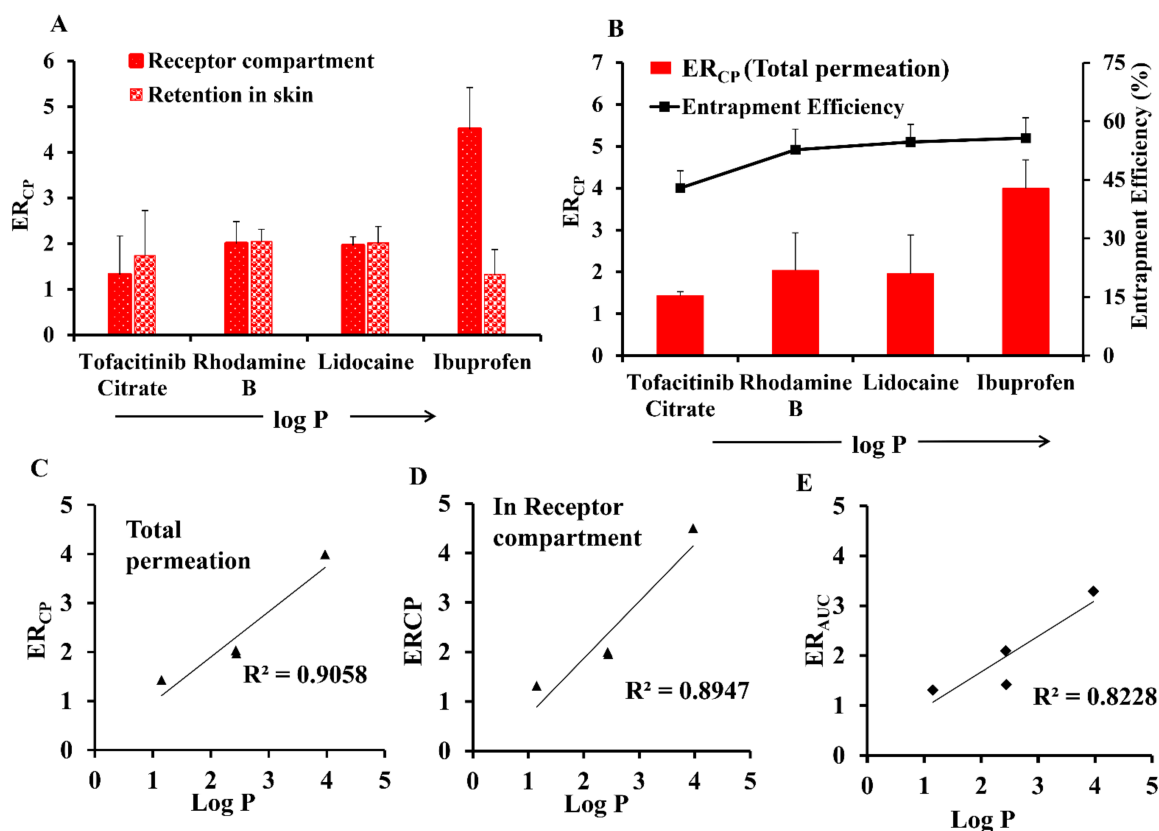 A
Receptor compartment
Retention in skin
ER_CP
6
5
4
3
2
1
0
Tofacitinib Citrate
Rhodamine B
Lidocaine
Ibuprofen
log P
B
ER_CP (Total permeation)
Entrapment Efficiency
ER_CP
7
6
5
4
3
2
1
0
75
60
45
30
15
0
Entrapment Efficiency (%)
Tofacitinib Citrate
Rhodamine B
Lidocaine
Ibuprofen
log P
C
Total
permeation
ER_CP
5
4
3
2
1
0
R² = 0.9058
0 1 2 3 4 5
Log P
D
In Receptor
compartment
ERCP
5
4
3
2
1
0
R² = 0.8947
0 1 2 3 4 5
Log P
E
ER_AUC
5
4
3
2
1
0
R² = 0.8228
0 1 2 3 4 5
Log P